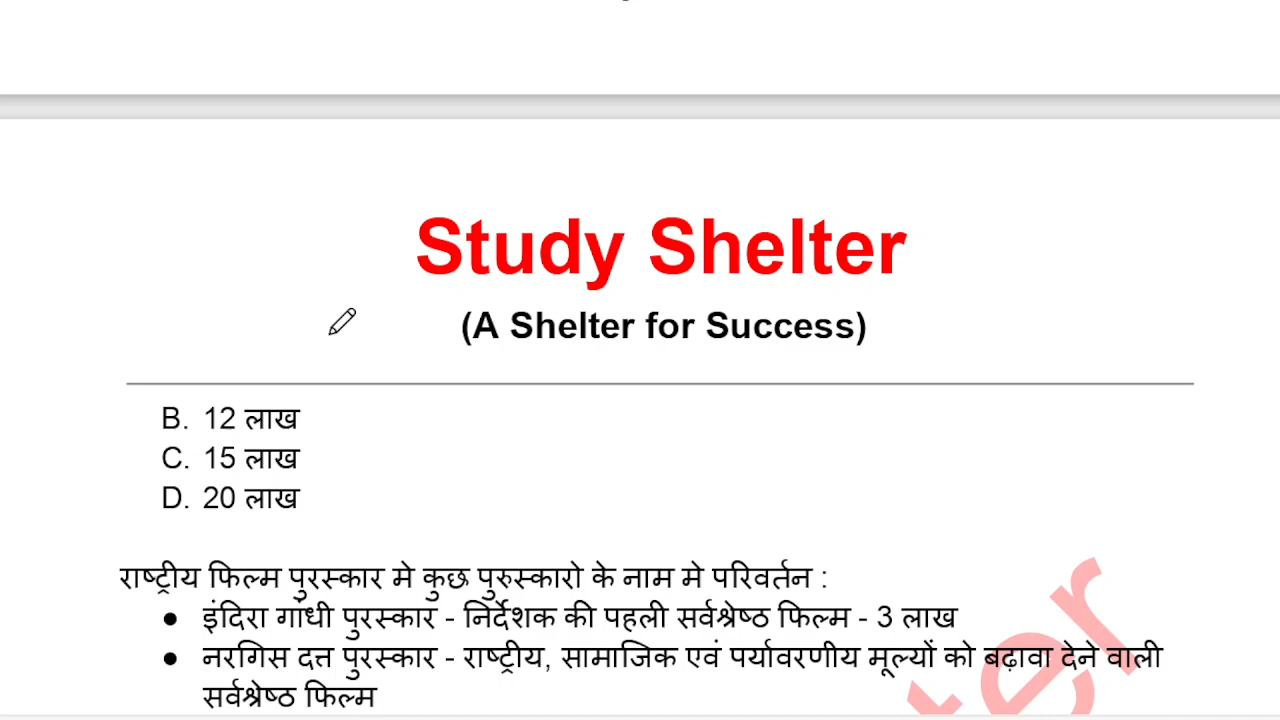 Study Shelter
(A Shelter for Success)
B. 12 लाख
C. 15 लाख
D. 20 लाख
राष्ट्रीय फिल्म पुरस्कार मे कुछ पुरुस्कारो के नाम मे परिवर्तन :
● इंदिरा गाँधी पुरस्कार - निर्देशक की पहली सर्वश्रेष्ठ फिल्म - 3 लाख
● नरगिस दत्त पुरस्कार - राष्ट्रीय, सामाजिक एवं पर्यावरणीय मूल्यों को बढ़ावा देने वाली
सर्वश्रेष्ठ फिल्म
ter